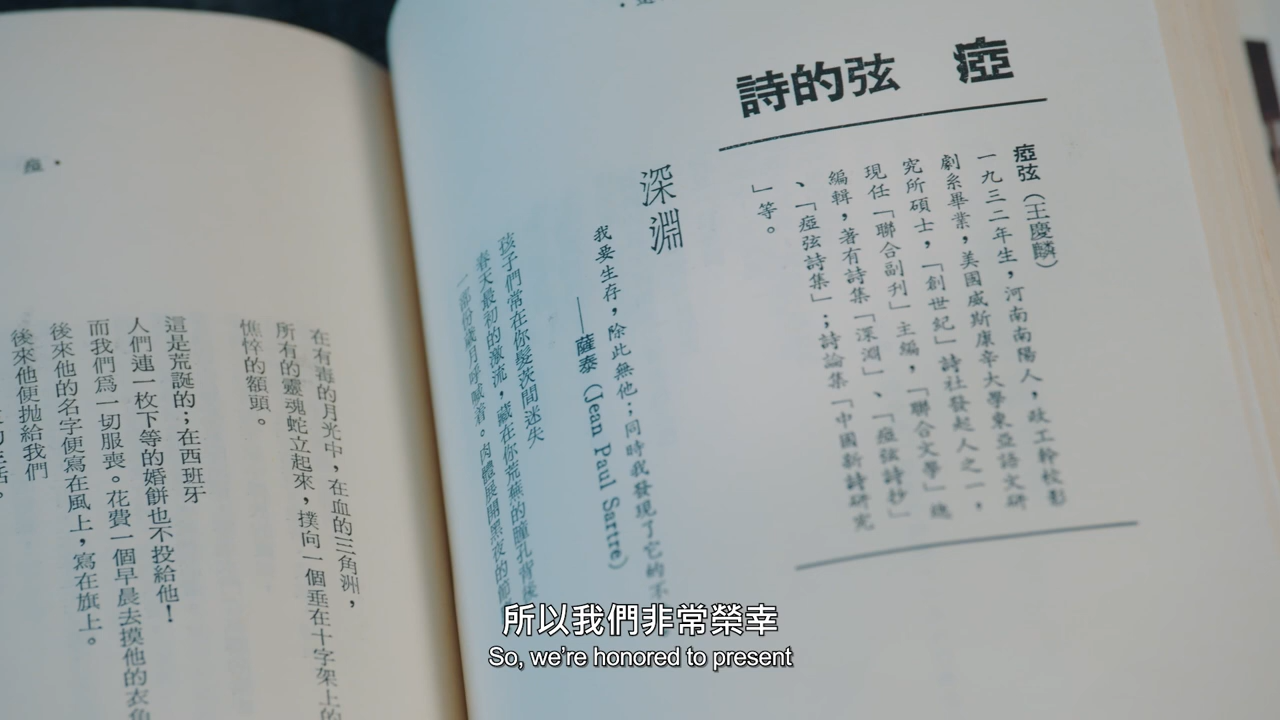 瘂弦的詩
瘂弦（王慶麟）
一九三二年生，河南南陽人，政工幹校影
劇系畢業，美國威斯康辛大學東亞語文研
究所碩士，「創世紀」詩社發起人之一，
現任「聯合副刊」主編，「聯合文學」總
編輯，著有詩集「深淵」、「瘂弦詩抄」
、「瘂弦詩集」；詩論集「中國新詩研究
」等。
深淵
我要生存，除此無他；同時我發現了它的不
——薩泰（Jean Paul Sartre）
孩子們常在你髮茨間迷失
春天最初的激流，藏在你荒蕪的瞳孔背後
一部份歲月呼喊着。肉體展開黑夜的節
在有毒的月光中，在血的三角洲，
所有的靈魂蛇立起來，撲向一個垂在十字架上的
憔悴的額頭。
這是荒誕的；在西班牙
人們連一枚下等的婚餅也不投給他！
而我們爲一切服喪。花費一個早晨去摸他的衣角
後來他的名字便寫在風上，寫在旗上。
後來他便拋給我們
所以我們非常榮幸
So, we're honored to present